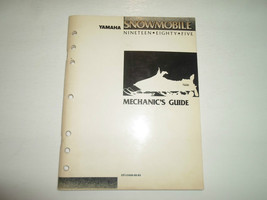 YAMAHA SNOWMOBILE
NINETEEN • EIGHTY • FIVE
MECHANIC'S GUIDE